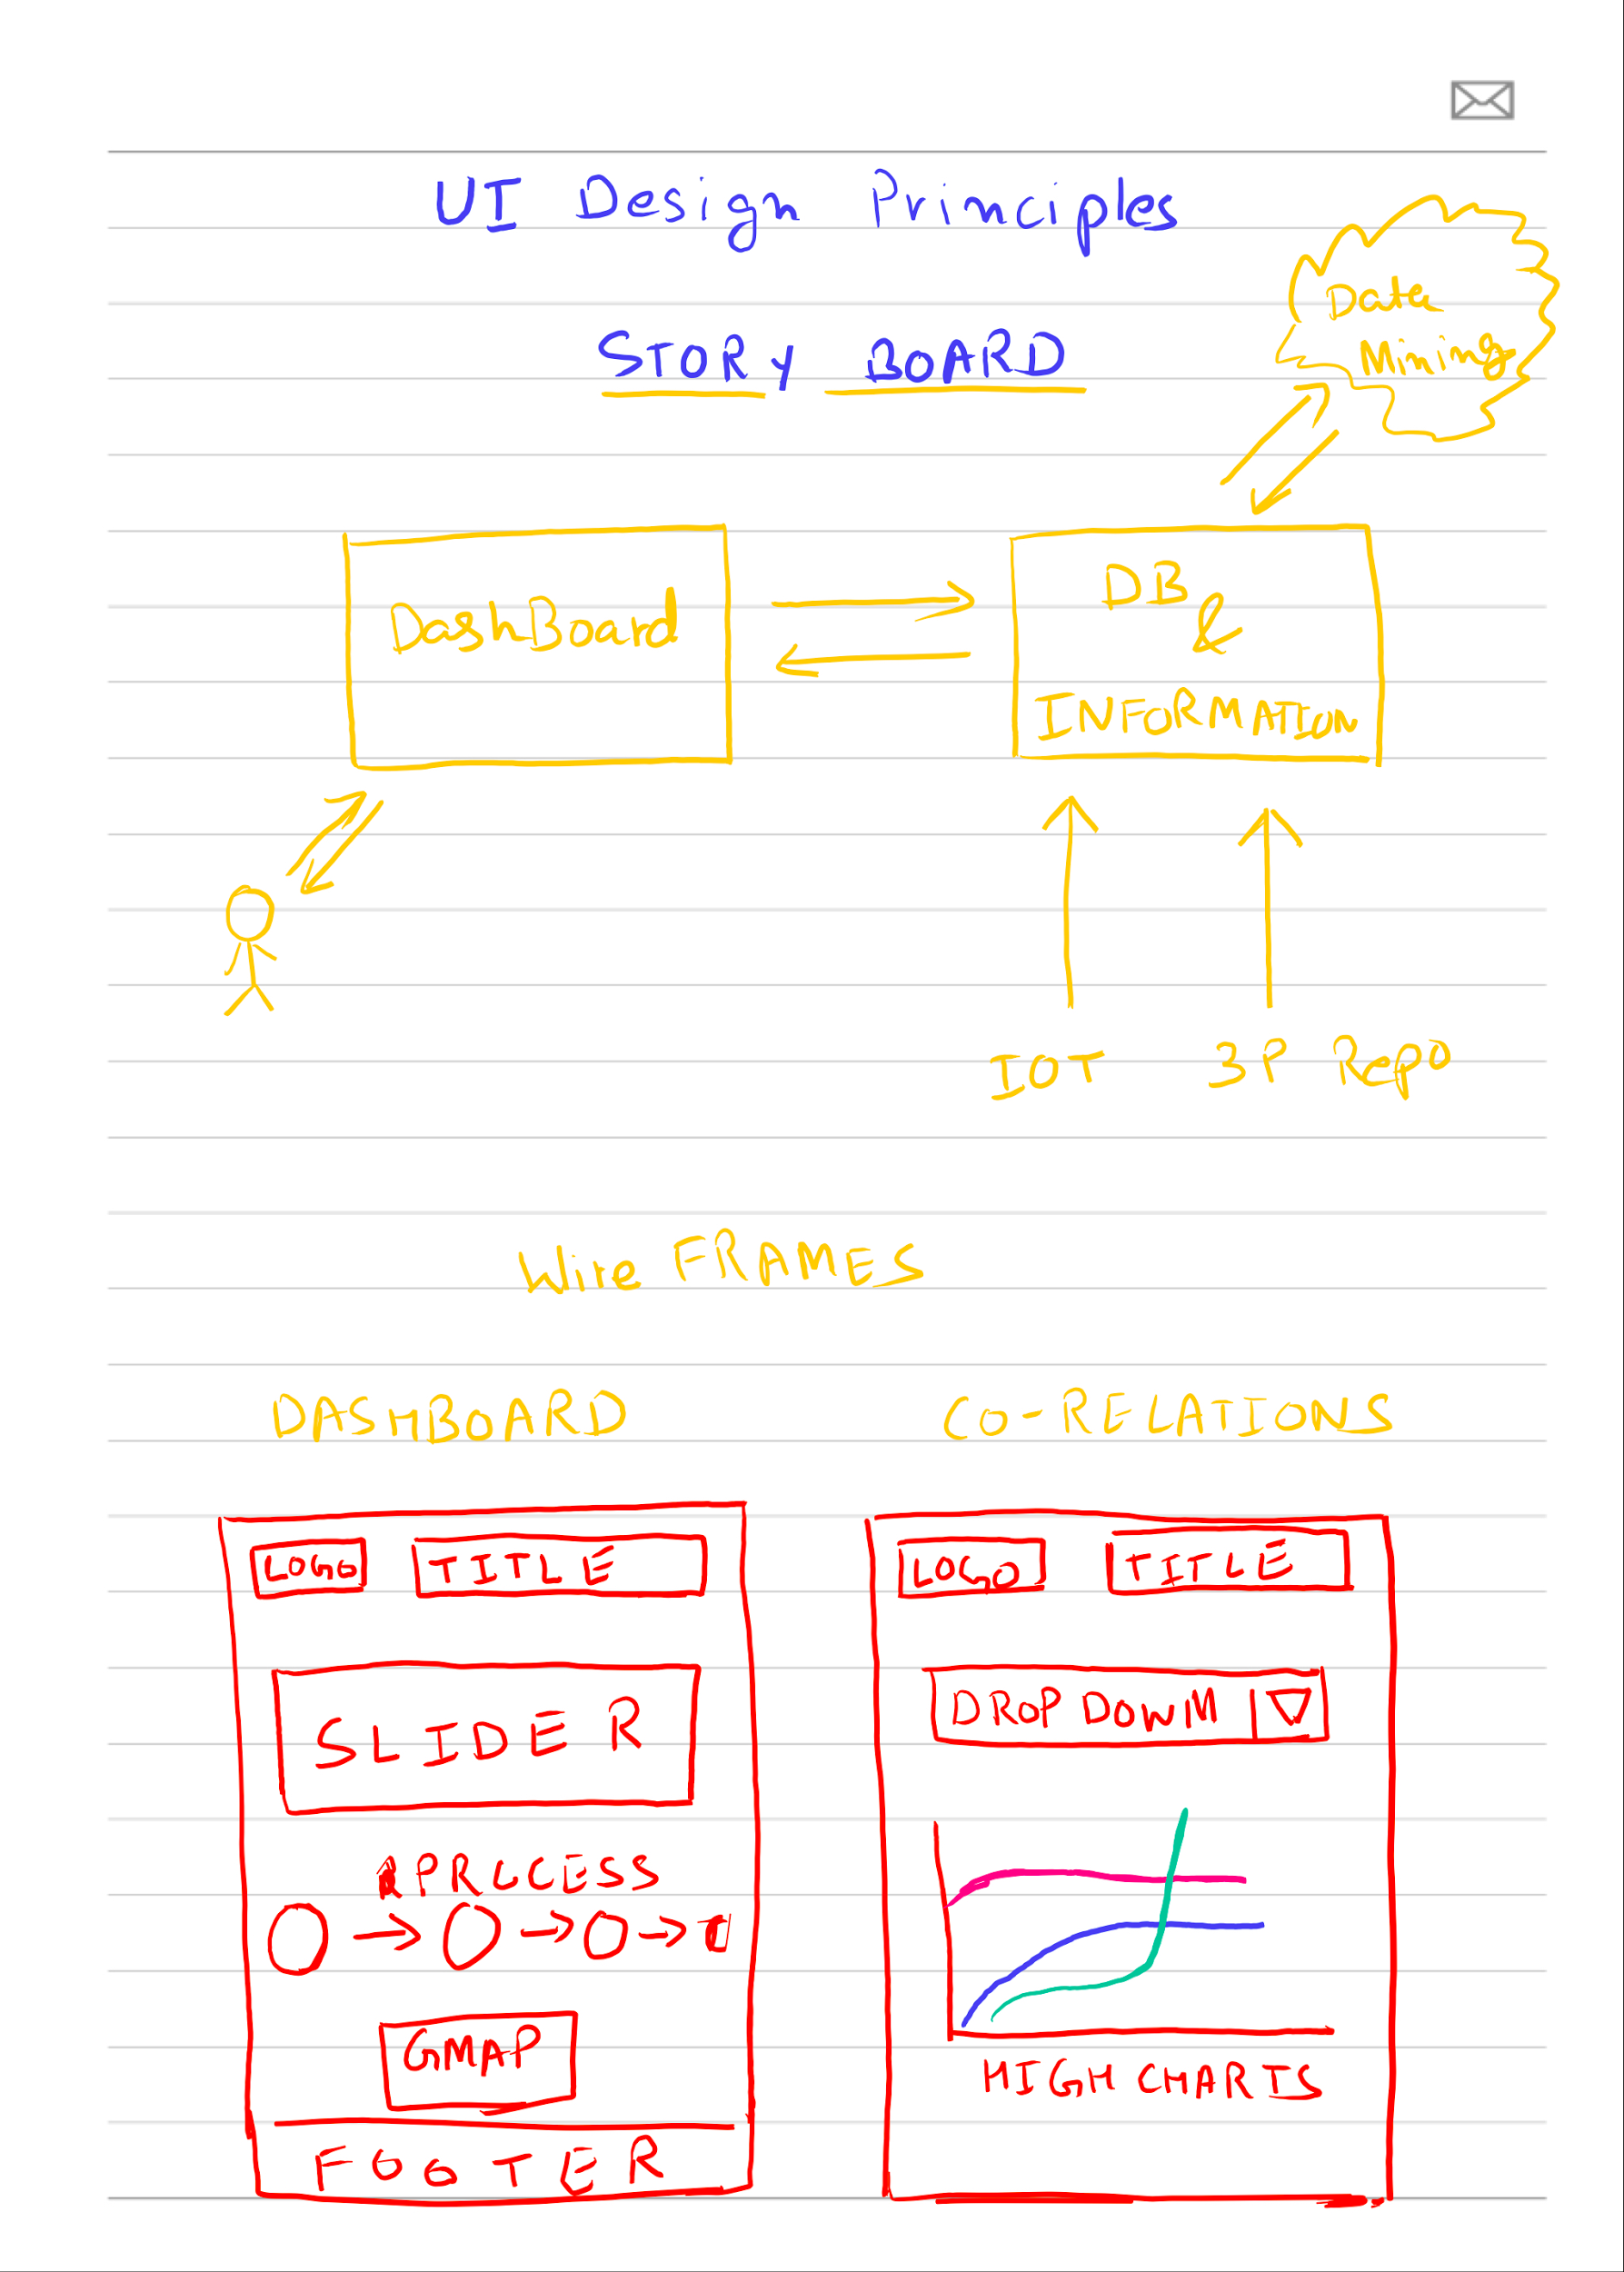 UI Design Principles
STORY BOARD
Data
Mining
DashBoard
DB
&
INFORMATION
IOT
3P Repo
Wire FRAMES
DASHBOARD
CO-RELATIONS
LOGO TITLE
LOGO TITLE
SLIDER
DROP DOWN
PROCESS
GMAP
HIGH CHARTS
FOOTER